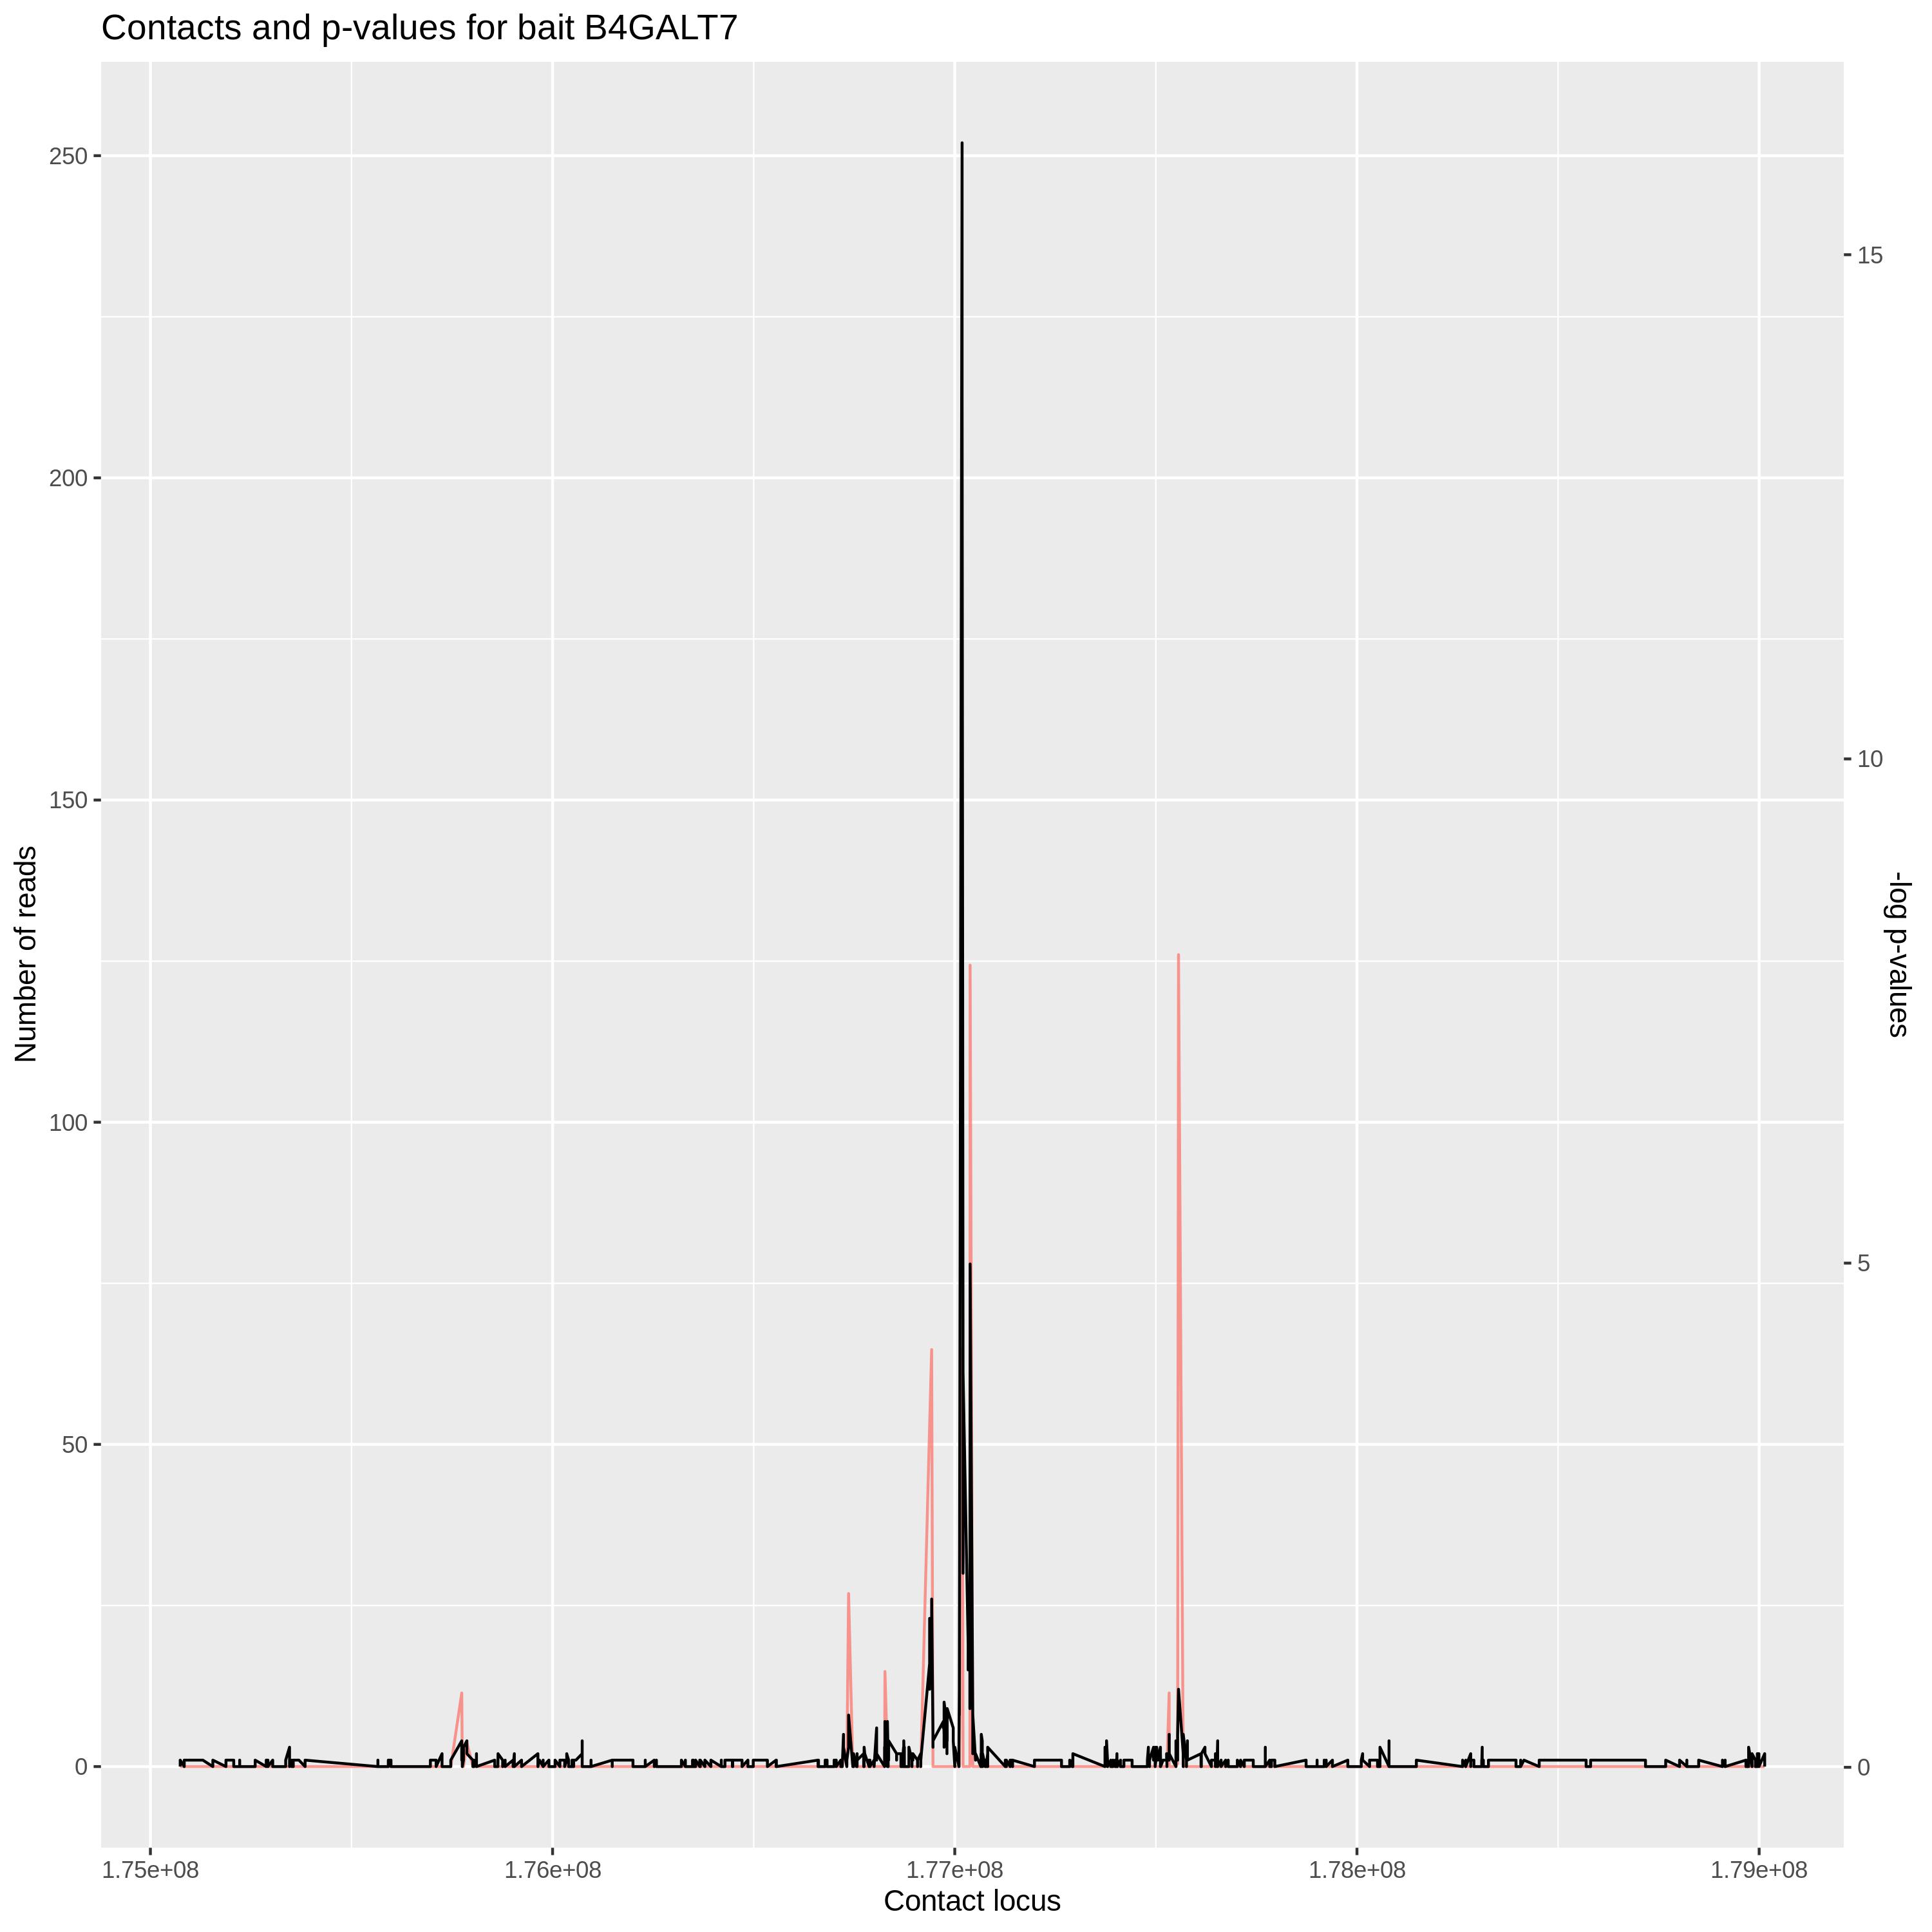 Contacts and p-values for bait B4GALT7
250
200
150
100
50
0
Number of reads
15
10
5
0
-log p-values
1.75e+08
1.76e+08
1.77e+08
1.78e+08
1.79e+08
Contact locus